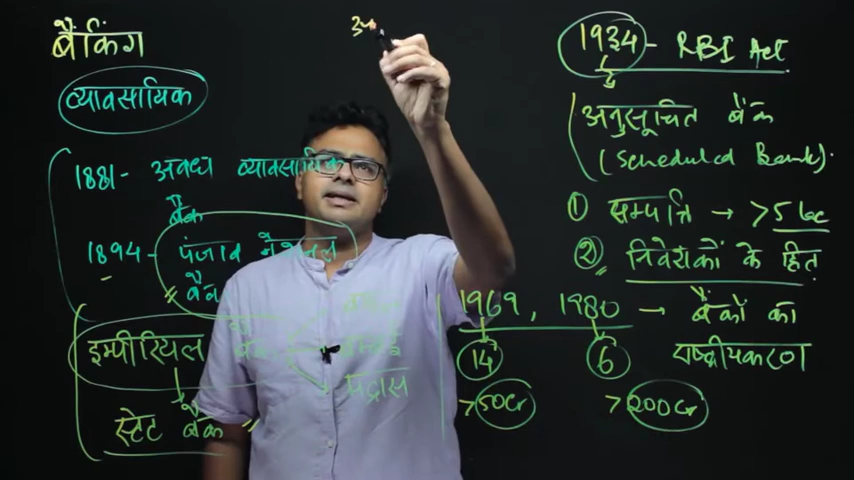 बैंकिंग
व्यावसायिक
1881- अवध व्यावसायिक
बैंक
1894- पंजाब नेशनल
बैंक
इम्पीरियल
मद्रास
स्टेट बैंक
1934- RBI Act
अनुसूचित बैंक
(Scheduled Bank).
① सम्पत्ति → >5 lac
② निवेशकों के हित
1969, 1980 → बैंकों का
14 6 राष्ट्रीयकरण
>50Cr >200Cr